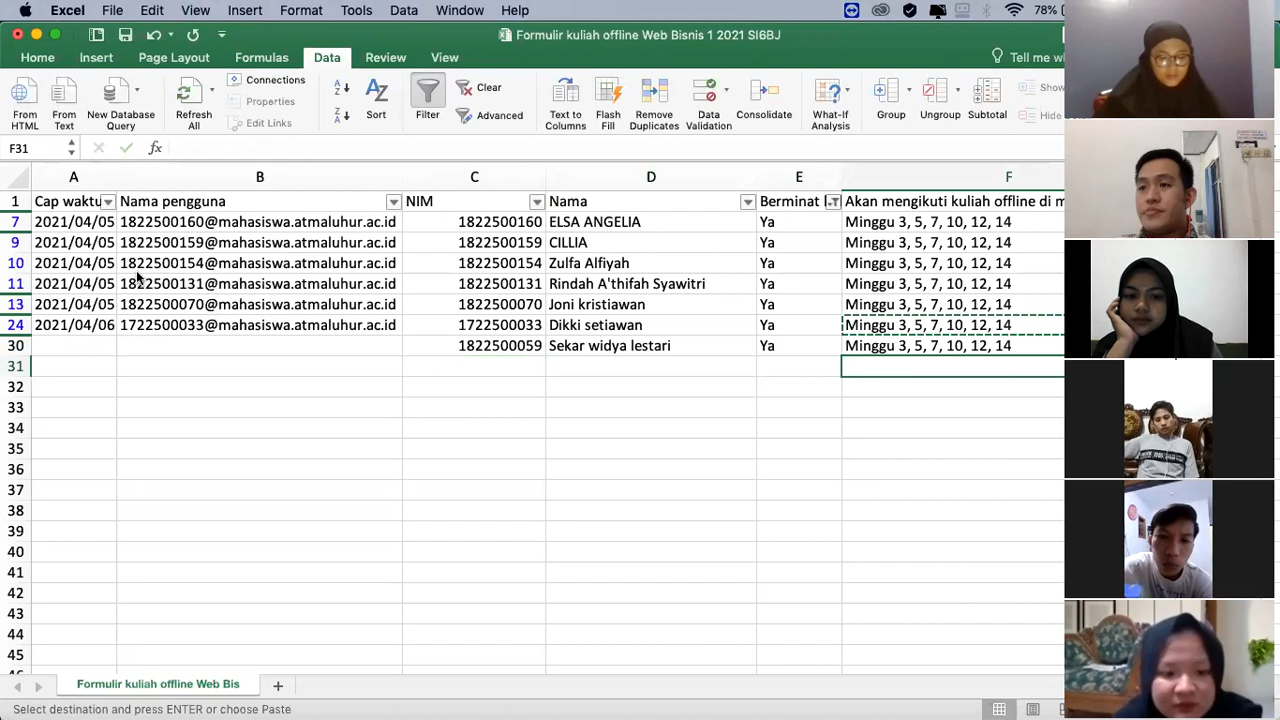 Excel File Edit View Insert Format Tools Data Window Help 78%
Formulir kuliah offline Web Bisnis 1 2021 SI6BJ
Home Insert Page Layout Formulas Data Review View Tell me
Connections
Properties
Edit Links
Clear
Advanced
From HTML From Text New Database Query Refresh All Sort Filter Text to Columns Flash Fill Remove Duplicates Data Validation Consolidate What-If Analysis Group Ungroup Subtotal
Show
Hide
F31 fx
A B C D E F
1 Cap waktu Nama pengguna NIM Nama Berminat Akan mengikuti kuliah offline di m
7 2021/04/05 1822500160@mahasiswa.atmaluhur.ac.id 1822500160 ELSA ANGELIA Ya Minggu 3, 5, 7, 10, 12, 14
9 2021/04/05 1822500159@mahasiswa.atmaluhur.ac.id 1822500159 CILLIA Ya Minggu 3, 5, 7, 10, 12, 14
10 2021/04/05 1822500154@mahasiswa.atmaluhur.ac.id 1822500154 Zulfa Alfiyah Ya Minggu 3, 5, 7, 10, 12, 14
11 2021/04/05 1822500131@mahasiswa.atmaluhur.ac.id 1822500131 Rindah A'thifah Syawitri Ya Minggu 3, 5, 7, 10, 12, 14
13 2021/04/05 1822500070@mahasiswa.atmaluhur.ac.id 1822500070 Joni kristiawan Ya Minggu 3, 5, 7, 10, 12, 14
24 2021/04/06 1722500033@mahasiswa.atmaluhur.ac.id 1722500033 Dikki setiawan Ya Minggu 3, 5, 7, 10, 12, 14
30 1822500059 Sekar widya lestari Ya Minggu 3, 5, 7, 10, 12, 14
31
32
33
34
35
36
37
38
39
40
41
42
43
44
45
Formulir kuliah offline Web Bis
Select destination and press ENTER or choose Paste